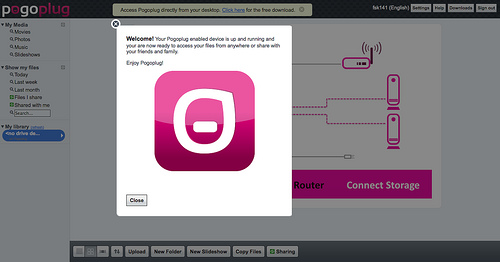 pogoplug
Access Pogoplug directly from your desktop. Click here for the free download.
fsk141 (English) Settings Help Downloads Sign out
My Media
Movies
Photos
Music
Slideshows
Show my files
Today
Last week
Last month
Files I share
Shared with me
Search...
My library
<no drive de...
Welcome! Your Pogoplug enabled device is up and running and
your are now ready to access your files from anywhere or share with
your friends and family.
Enjoy Pogoplug!
Close
Router Connect Storage
Upload New Folder New Slideshow Copy Files Sharing